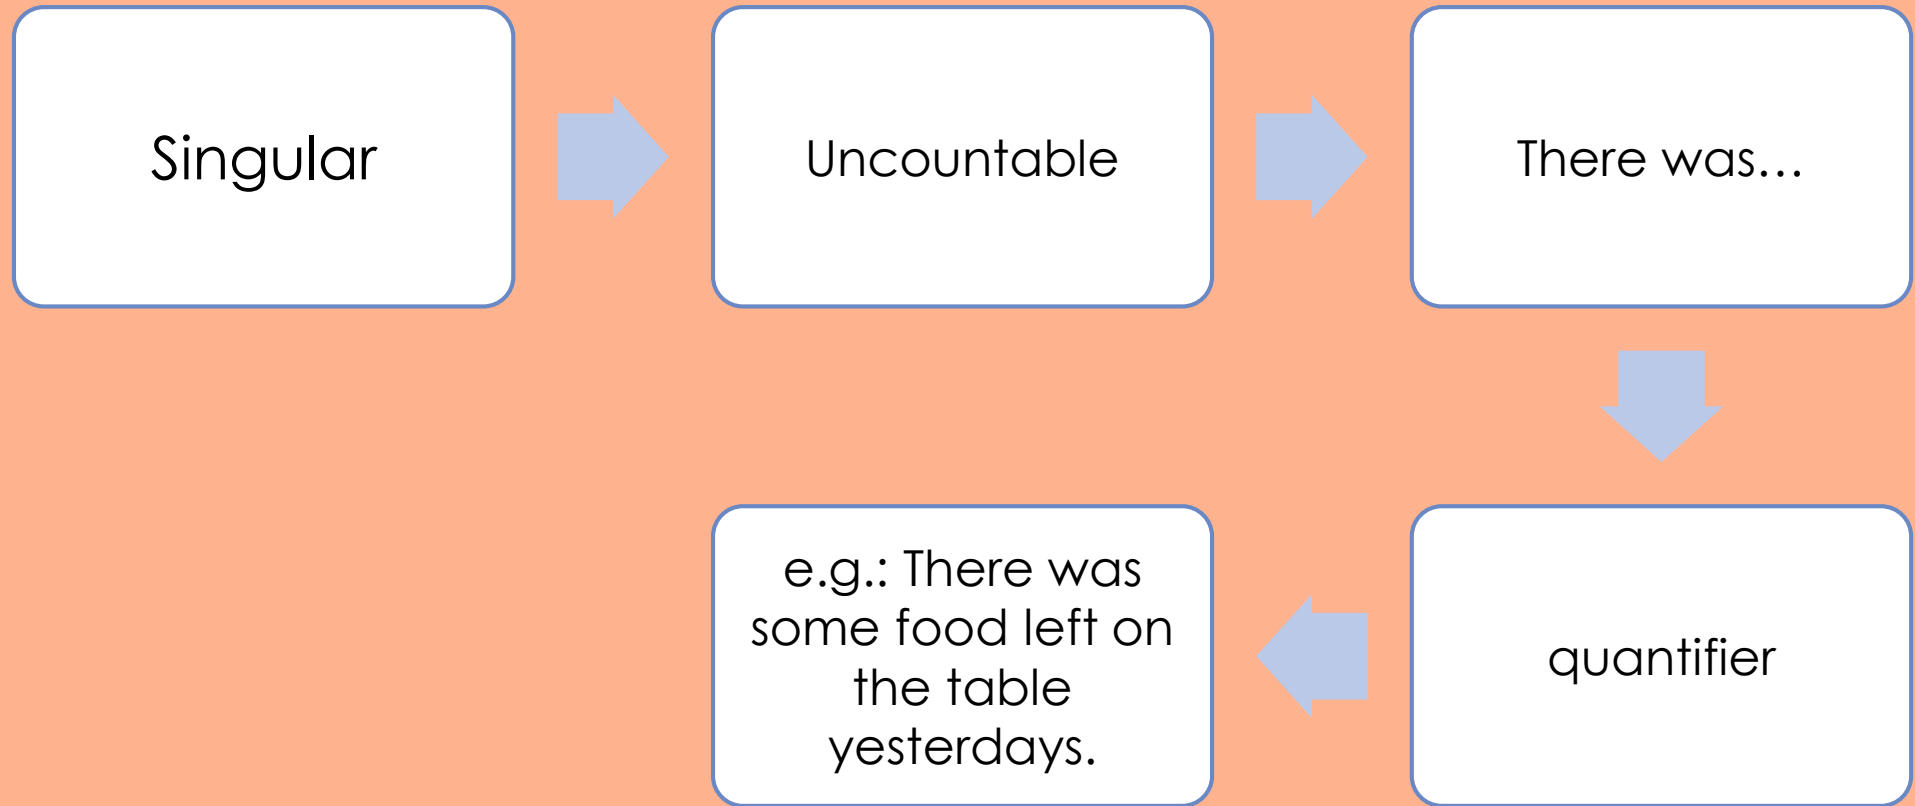 Singular
Uncountable
There was…
quantifier
e.g.: There was
some food left on
the table
yesterdays.